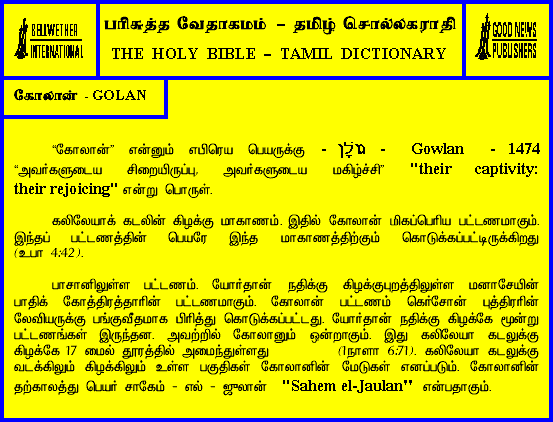 BELLWETHER
INTERNATIONAL
பரிசுத்த வேதாகமம் – தமிழ் சொல்லகராதி
THE HOLY BIBLE – TAMIL DICTIONARY
GOOD NEWS
PUBLISHERS
கோலான் - GOLAN
“கோலான்” என்னும் எபிரெய பெயருக்கு - גולן - Gowlan - 1474
“அவர்களுடைய சிறையிருப்பு, அவர்களுடைய மகிழ்ச்சி” "their captivity:
their rejoicing" என்று பொருள்.
கலிலேயாக் கடலின் கிழக்கு மாகாணம். இதில் கோலான் மிகப்பெரிய பட்டணமாகும்.
இந்தப் பட்டணத்தின் பெயரே இந்த மாகாணத்திற்கும் கொடுக்கப்பட்டிருக்கிறது
(உபா 4:42).
பாசானிலுள்ள பட்டணம். யோர்தான் நதிக்கு கிழக்குபுறத்திலுள்ள மனாசேயின்
பாதிக் கோத்திரத்தாரின் பட்டணமாகும். கோலான் பட்டணம் கெர்சோன் புத்திரரின்
லேவியருக்கு பங்குவீதமாக பிரித்து கொடுக்கப்பட்டது. யோர்தான் நதிக்கு கிழக்கே மூன்று
பட்டணங்கள் இருந்தன. அவற்றில் கோலானும் ஒன்றாகும். இது கலிலேயா கடலுக்கு
கிழக்கே 17 மைல் தூரத்தில் அமைந்துள்ளது (1நாளா 6:71). கலிலேயா கடலுக்கு
வடக்கிலும் கிழக்கிலும் உள்ள பகுதிகள் கோலானின் மேடுகள் எனப்படும். கோலானின்
தற்காலத்து பெயர் சாகேம் - எல் - ஜுலான் "Sahem el-Jaulan" என்பதாகும்.